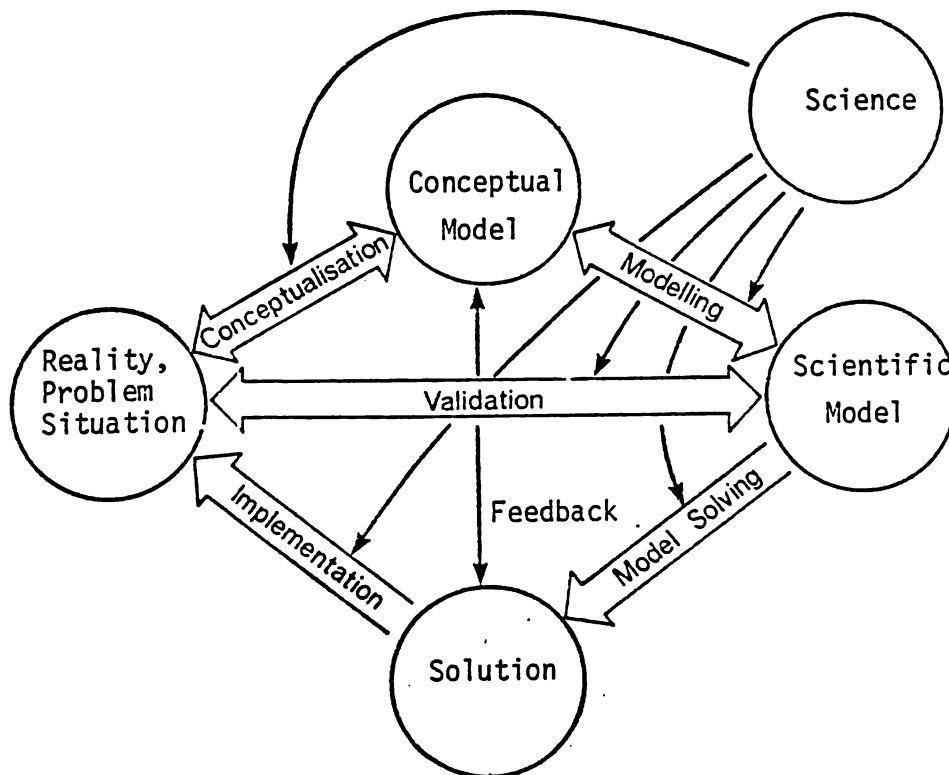 Science
Conceptual
Model
Conceptualisation
Modelling
Reality,
Problem
Situation
Validation
Scientific
Model
Implementation
Feedback
Model Solving
Solution